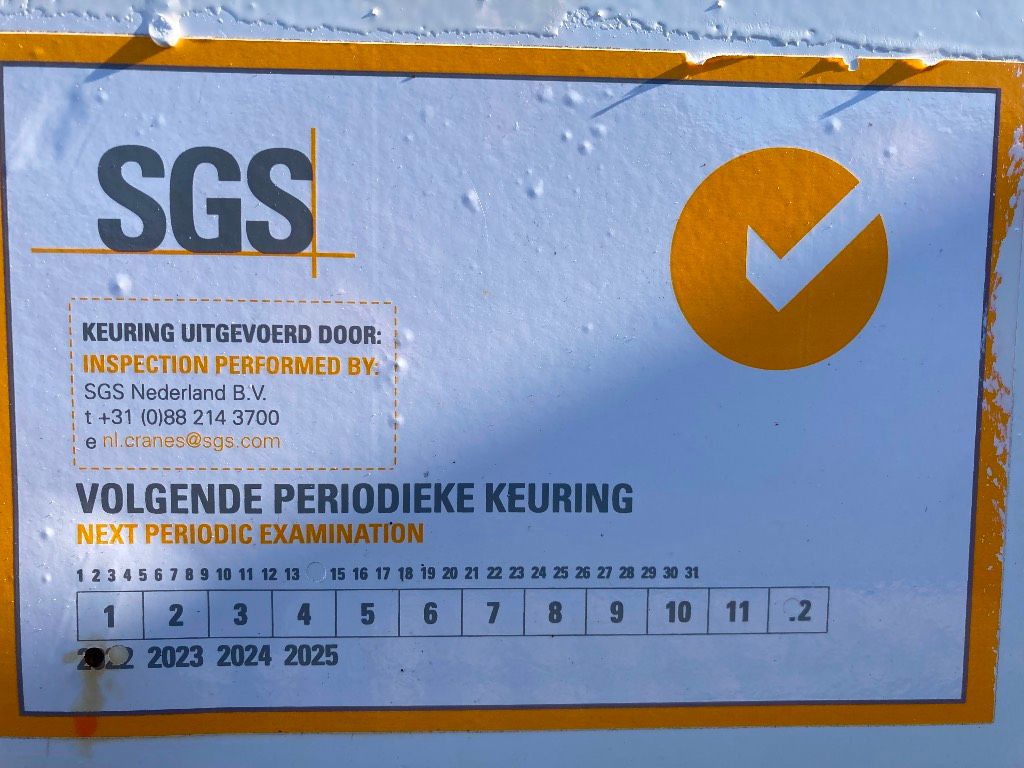 SGS
KEURING UITGEVOERD DOOR:
INSPECTION PERFORMED BY:
SGS Nederland B.V.
t +31 (0)88 214 3700
e nl.cranes@sgs.com
VOLGENDE PERIODIEKE KEURING
NEXT PERIODIC EXAMINATION
1 2 3 4 5 6 7 8 9 10 11 12 13 15 16 17 18 19 20 21 22 23 24 25 26 27 28 29 30 31
1 2 3 4 5 6 7 8 9 10 11
2023 2024 2025